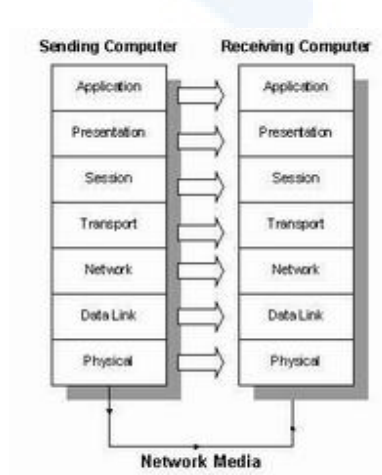 Sending Computer Receiving Computer
Application Application
Presentation Presentation
Session Session
Transport Transport
Network Network
Data Link Data Link
Physical Physical
Network Media